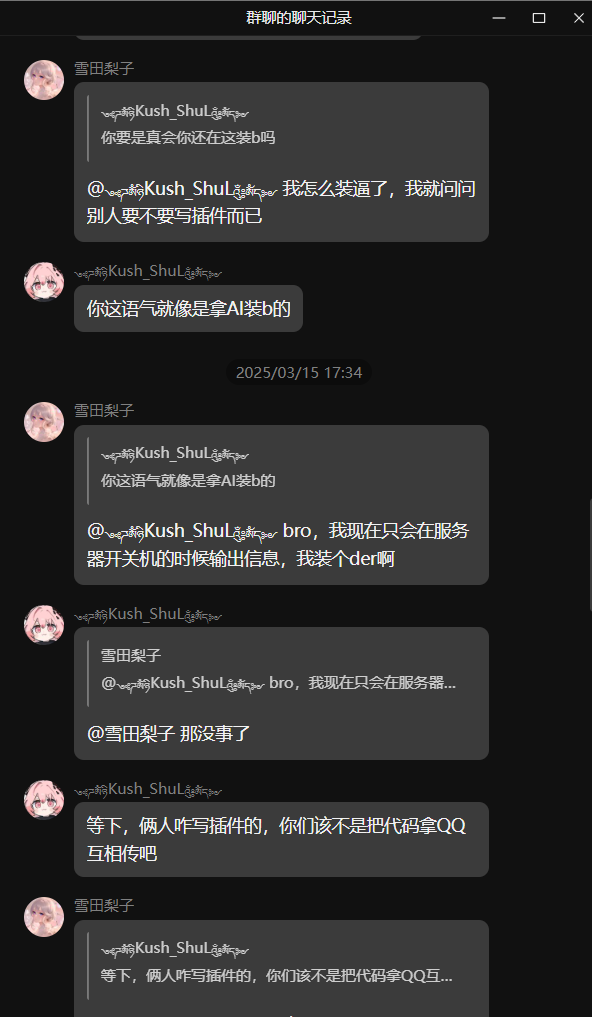 群聊的聊天记录
雪田梨子
Kush_ShuL
你要是真会你还在这装b吗
@Kush_ShuL 我怎么装逼了，我就问问
别人要不要写插件而已
Kush_ShuL
你这语气就像是拿AI装b的
2025/03/15 17:34
雪田梨子
Kush_ShuL
你这语气就像是拿AI装b的
@Kush_ShuL bro，我现在只会在服务
器开关机的时候输出信息，我装个der啊
Kush_ShuL
雪田梨子
@Kush_ShuL bro，我现在只会在服务器...
@雪田梨子 那没事了
Kush_ShuL
等下，俩人咋写插件的，你们该不是把代码拿QQ
互相传吧
雪田梨子
Kush_ShuL
等下，俩人咋写插件的，你们该不是把代码拿QQ互...